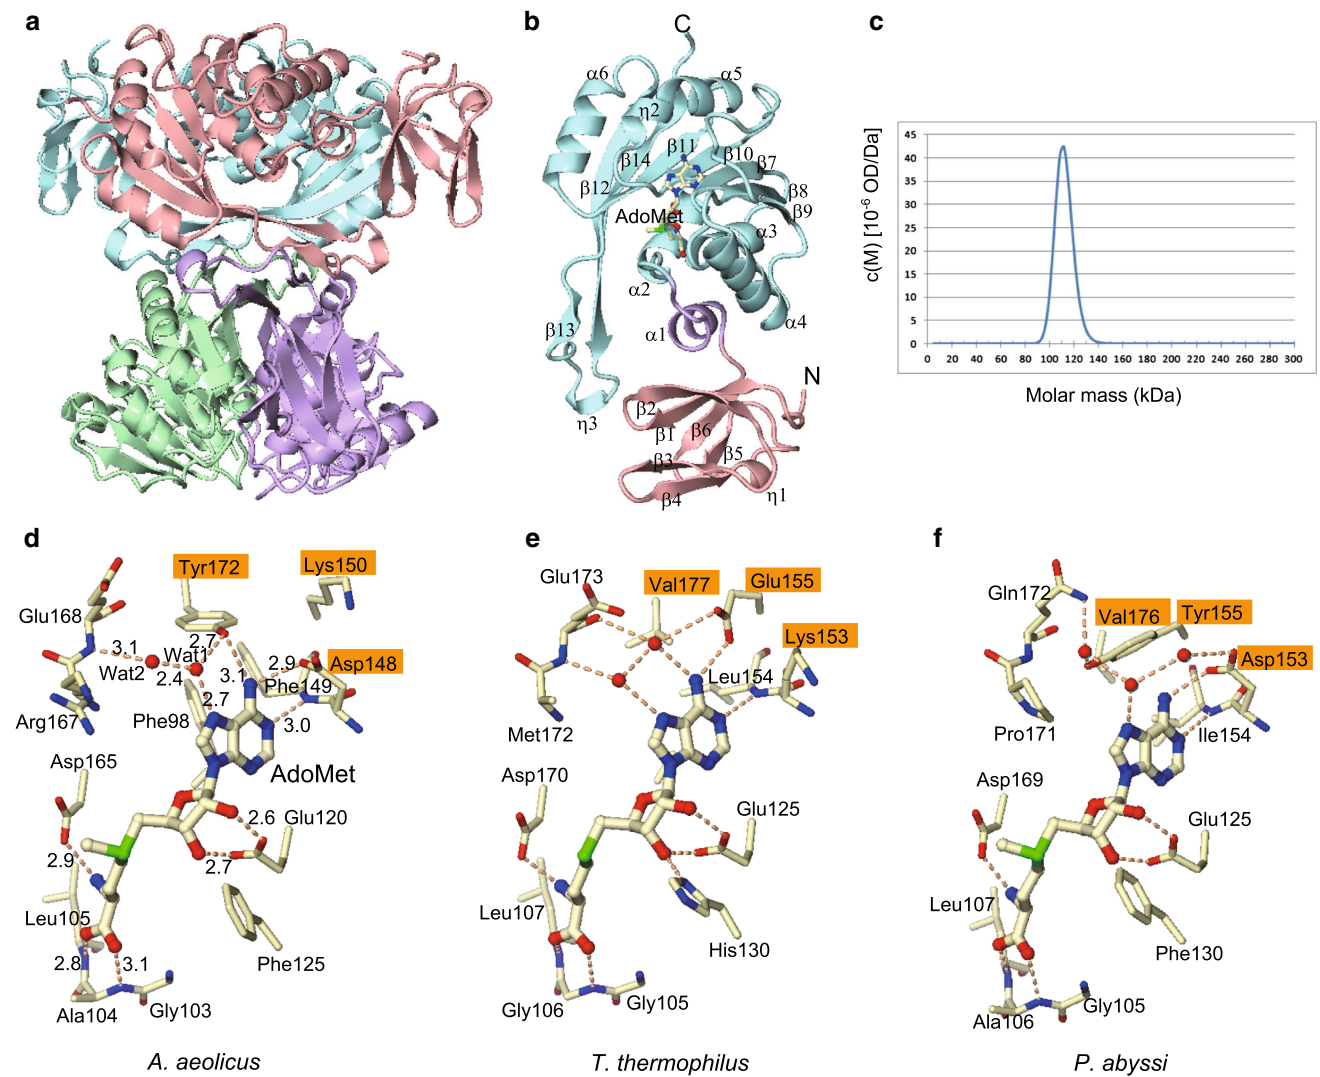 a
b
c
C
α6
α5
η2
β11
β10
β14
β7
β12
β8
β9
AdoMet
α3
α2
α4
β13
α1
N
η3
β2
β1
β6
β3
β5
β4
η1
c(M) [10⁻⁶ OD/Da]
45
40
35
30
25
20
15
10
5
0
0 20 40 60 80 100 120 140 160 180 200 220 240 260 280 300
Molar mass (kDa)
d
Tyr172
Lys150
Glu168
2.7
3.1
Wat1
2.9
Asp148
Wat2
2.4
3.1
Phe149
2.7
Arg167
Phe98
3.0
Asp165
AdoMet
2.6
Glu120
2.9
2.7
Leu105
2.8
3.1
Phe125
Ala104
Gly103
A. aeolicus
e
Glu173
Val177
Glu155
Lys153
Leu154
Met172
Asp170
Glu125
Leu107
His130
Gly106
Gly105
T. thermophilus
f
Gln172
Val176
Tyr155
Asp153
Pro171
Ile154
Asp169
Glu125
Leu107
Phe130
Ala106
Gly105
P. abyssi